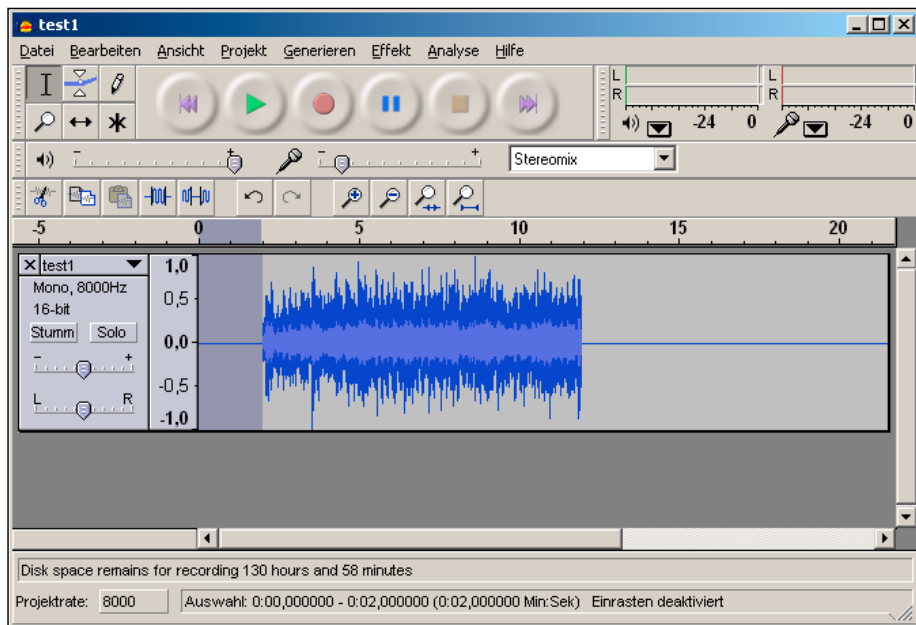 test1
Datei Bearbeiten Ansicht Projekt Generieren Effekt Analyse Hilfe
L
R
-24 0
L
R
-24 0
- +
- +
Stereomix
-5 0 5 10 15 20
test1
Mono, 8000Hz
16-bit
Stumm Solo
- +
L R
1,0
0,5
0,0
-0,5
-1,0
Disk space remains for recording 130 hours and 58 minutes
Projektrate: 8000 Auswahl: 0:00,000000 - 0:02,000000 (0:02,000000 Min:Sek) Einrasten deaktiviert